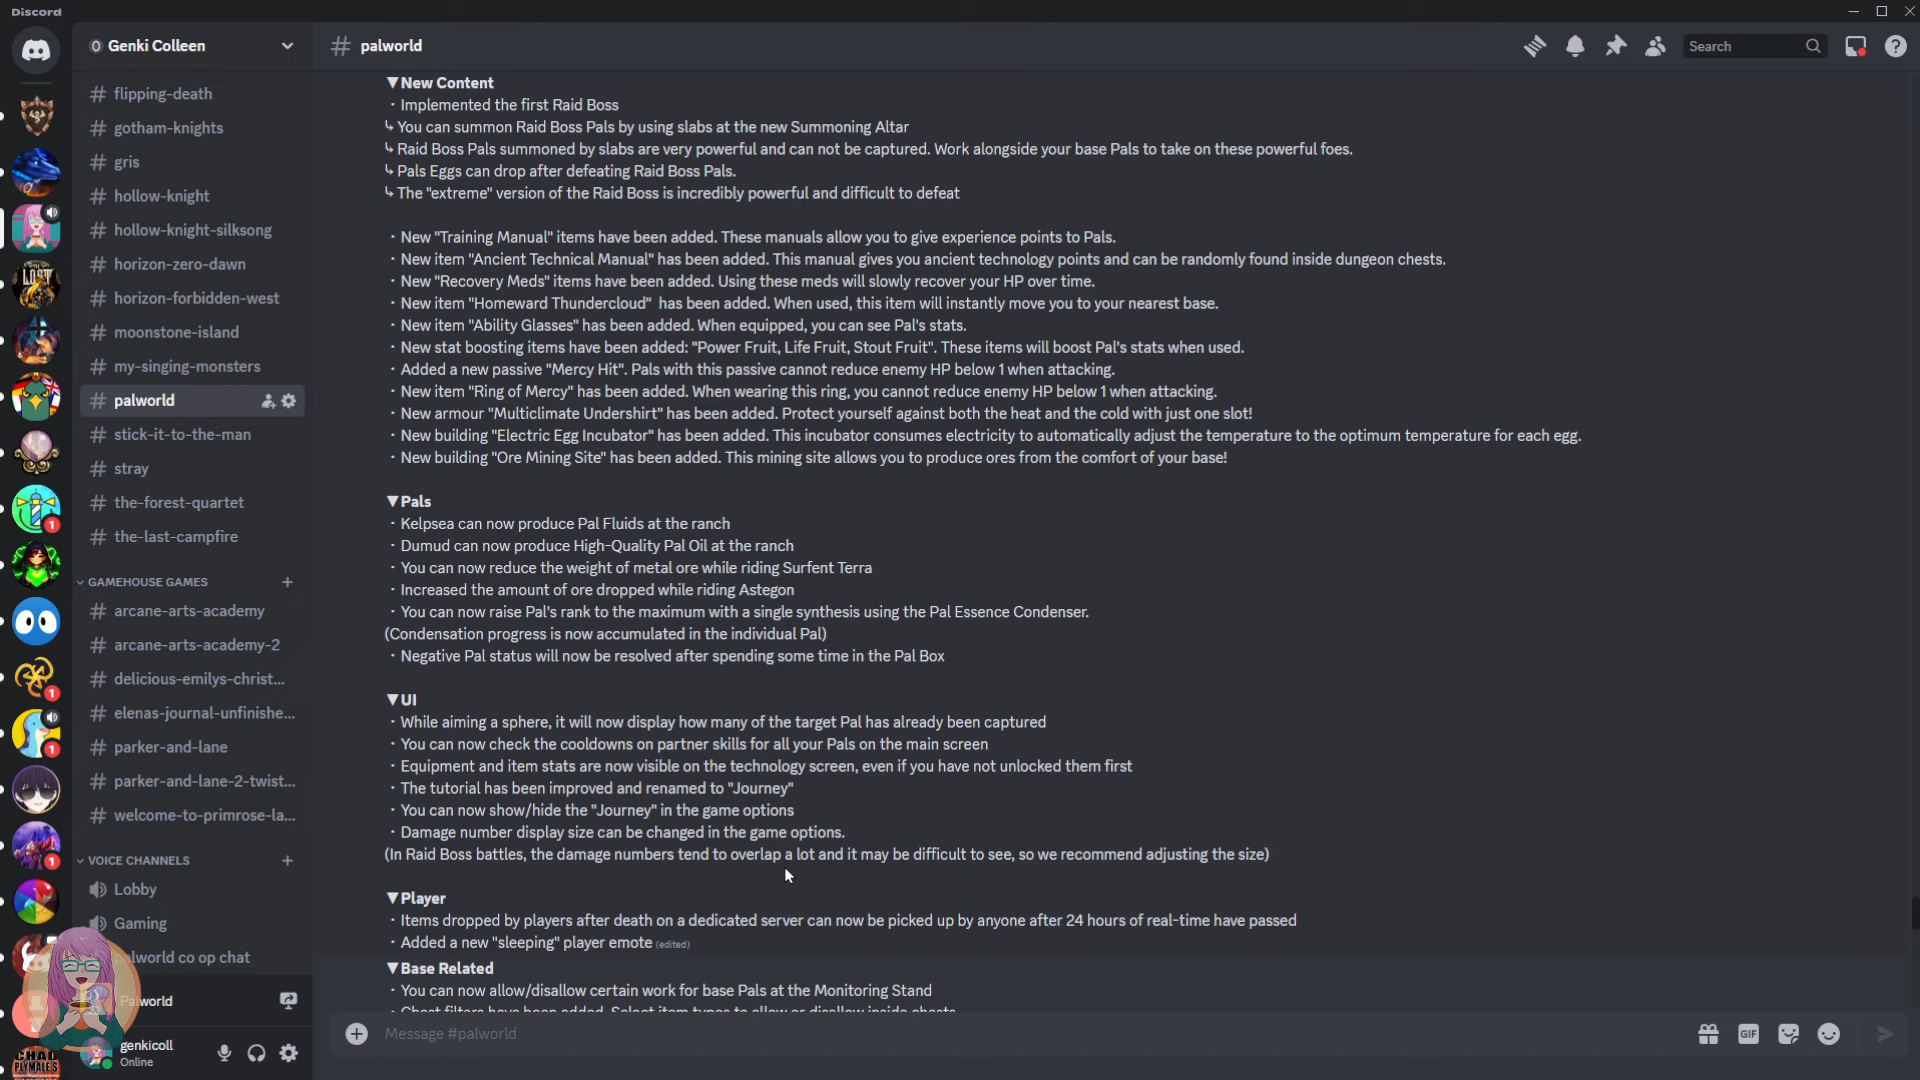 Discord
Genki Colleen
palworld
Search
flipping-death
gotham-knights
gris
hollow-knight
hollow-knight-silksong
horizon-zero-dawn
horizon-forbidden-west
moonstone-island
my-singing-monsters
palworld
stick-it-to-the-man
stray
the-forest-quartet
the-last-campfire
GAMEHOUSE GAMES
arcane-arts-academy
arcane-arts-academy-2
delicious-emilys-christ...
elenas-journal-unfinishe...
parker-and-lane
parker-and-lane-2-twist...
welcome-to-primrose-la...
VOICE CHANNELS
Lobby
Gaming
palworld co op chat
Palworld
genkicoll
Online
LOST
1
1
1
1
CHAD
PLYMALE'S
▼New Content
・Implemented the first Raid Boss
↳You can summon Raid Boss Pals by using slabs at the new Summoning Altar
↳Raid Boss Pals summoned by slabs are very powerful and can not be captured. Work alongside your base Pals to take on these powerful foes.
↳Pals Eggs can drop after defeating Raid Boss Pals.
↳The "extreme" version of the Raid Boss is incredibly powerful and difficult to defeat
・New "Training Manual" items have been added. These manuals allow you to give experience points to Pals.
・New item "Ancient Technical Manual" has been added. This manual gives you ancient technology points and can be randomly found inside dungeon chests.
・New "Recovery Meds" items have been added. Using these meds will slowly recover your HP over time.
・New item "Homeward Thundercloud"  has been added. When used, this item will instantly move you to your nearest base.
・New item "Ability Glasses" has been added. When equipped, you can see Pal's stats.
・New stat boosting items have been added: "Power Fruit, Life Fruit, Stout Fruit". These items will boost Pal's stats when used.
・Added a new passive "Mercy Hit". Pals with this passive cannot reduce enemy HP below 1 when attacking.
・New item "Ring of Mercy" has been added. When wearing this ring, you cannot reduce enemy HP below 1 when attacking.
・New armour "Multiclimate Undershirt" has been added. Protect yourself against both the heat and the cold with just one slot!
・New building "Electric Egg Incubator" has been added. This incubator consumes electricity to automatically adjust the temperature to the optimum temperature for each egg.
・New building "Ore Mining Site" has been added. This mining site allows you to produce ores from the comfort of your base!
▼Pals
・Kelpsea can now produce Pal Fluids at the ranch
・Dumud can now produce High-Quality Pal Oil at the ranch
・You can now reduce the weight of metal ore while riding Surfent Terra
・Increased the amount of ore dropped while riding Astegon
・You can now raise Pal's rank to the maximum with a single synthesis using the Pal Essence Condenser.
(Condensation progress is now accumulated in the individual Pal)
・Negative Pal status will now be resolved after spending some time in the Pal Box
▼UI
・While aiming a sphere, it will now display how many of the target Pal has already been captured
・You can now check the cooldowns on partner skills for all your Pals on the main screen
・Equipment and item stats are now visible on the technology screen, even if you have not unlocked them first
・The tutorial has been improved and renamed to "Journey"
・You can now show/hide the "Journey" in the game options
・Damage number display size can be changed in the game options.
(In Raid Boss battles, the damage numbers tend to overlap a lot and it may be difficult to see, so we recommend adjusting the size)
▼Player
・Items dropped by players after death on a dedicated server can now be picked up by anyone after 24 hours of real-time have passed
・Added a new "sleeping" player emote (edited)
▼Base Related
・You can now allow/disallow certain work for base Pals at the Monitoring Stand
・Chest filters have been added. Select item types to allow or disallow inside chests
Message #palworld
GIF